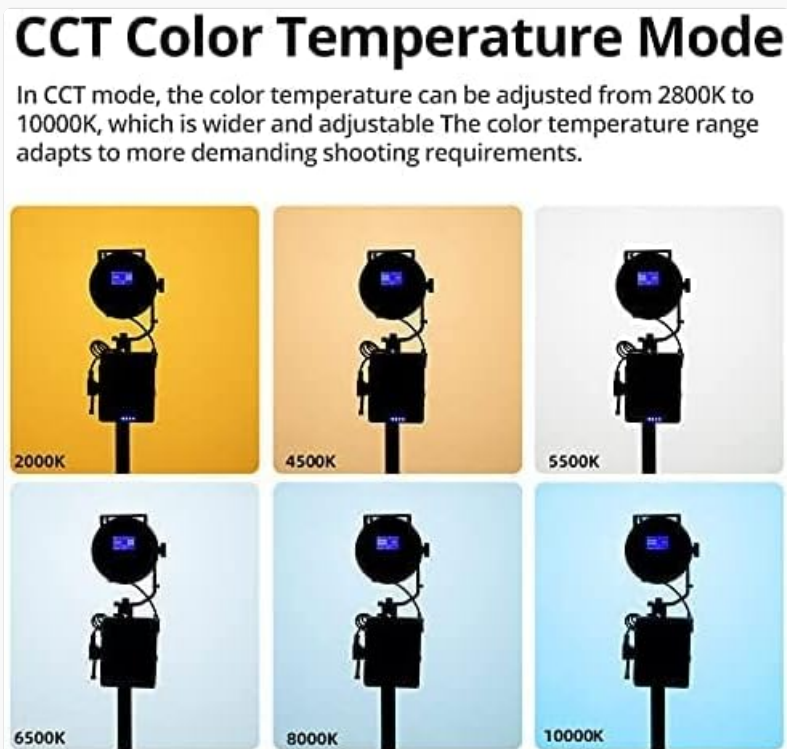 CCT Color Temperature Mode
In CCT mode, the color temperature can be adjusted from 2800K to
10000K, which is wider and adjustable The color temperature range
adapts to more demanding shooting requirements.
2000K
4500K
5500K
6500K
8000K
10000K